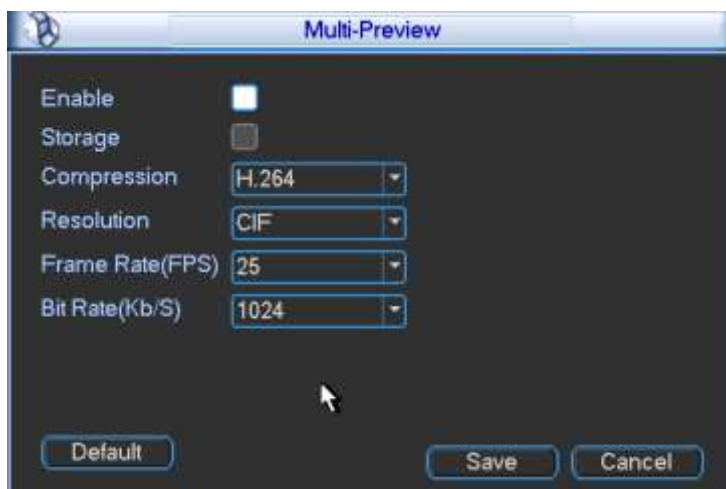 Multi-Preview
Enable
Storage
Compression H.264
Resolution CIF
Frame Rate(FPS) 25
Bit Rate(Kb/S) 1024
Default Save Cancel